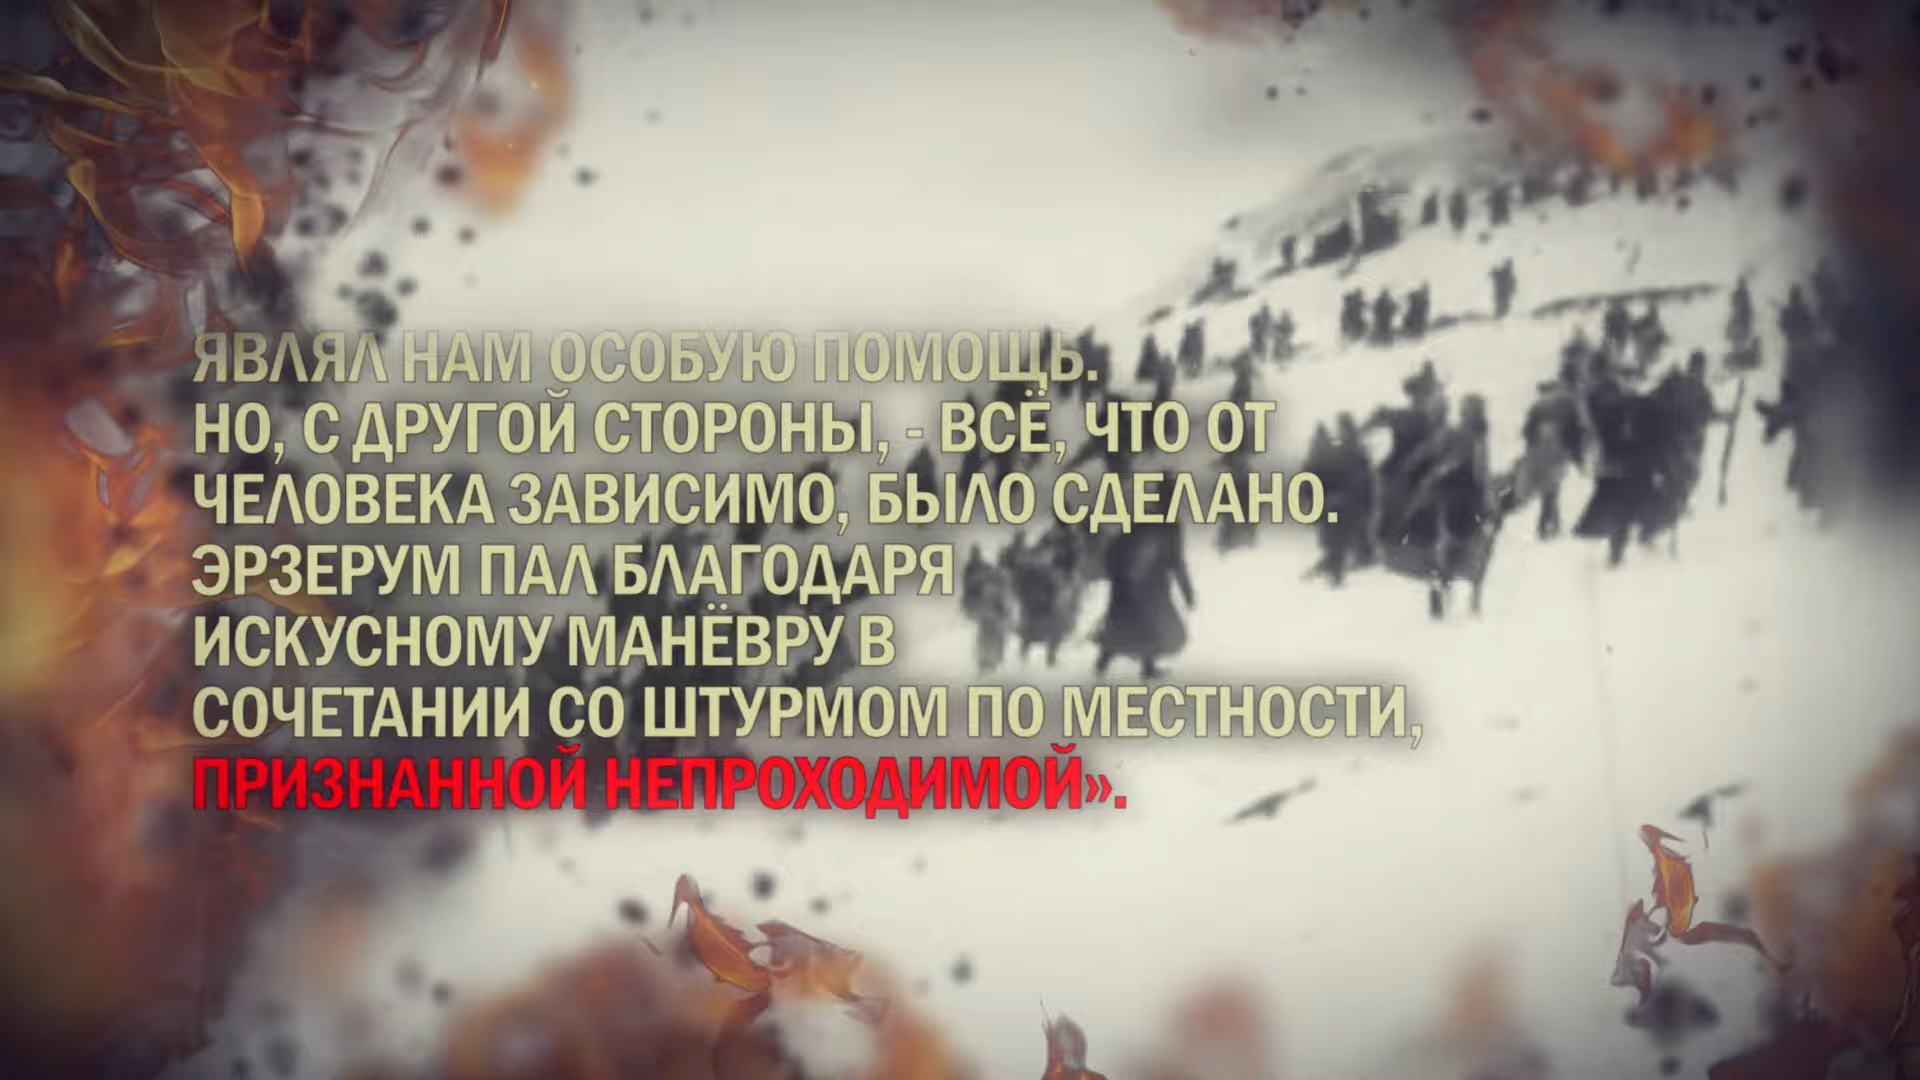 ЯВЛЯЛ НАМ ОСОБУЮ ПОМОЩЬ.
НО, С ДРУГОЙ СТОРОНЫ, - ВСЁ, ЧТО ОТ
ЧЕЛОВЕКА ЗАВИСИМО, БЫЛО СДЕЛАНО.
ЭРЗЕРУМ ПАЛ БЛАГОДАРЯ
ИСКУСНОМУ МАНЁВРУ В
СОЧЕТАНИИ СО ШТУРМОМ ПО МЕСТНОСТИ,
ПРИЗНАННОЙ НЕПРОХОДИМОЙ».